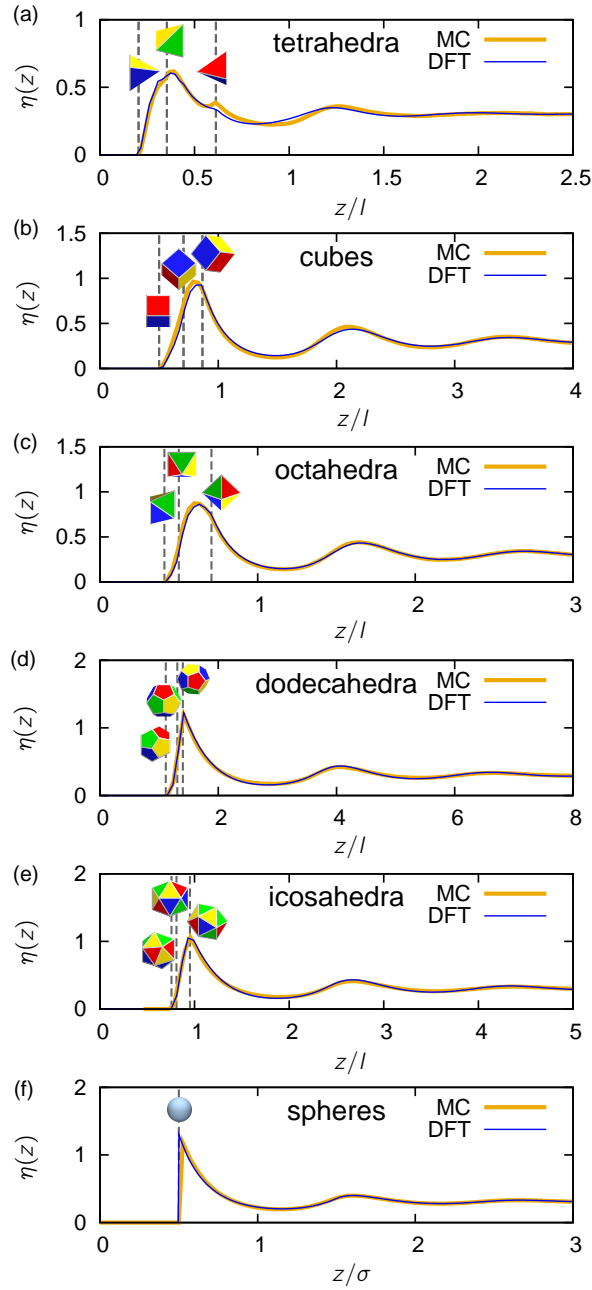 (a)
tetrahedra
MC
DFT
η(z)
1
0.5
0
0.5
1
1.5
2
2.5
z/l
(b)
cubes
MC
DFT
η(z)
1.5
1
0.5
0
0
1
2
3
4
z/l
(c)
octahedra
MC
DFT
η(z)
1.5
1
0.5
0
0
1
2
3
z/l
(d)
dodecahedra
MC
DFT
η(z)
2
1
0
0
2
4
6
8
z/l
(e)
icosahedra
MC
DFT
η(z)
2
1
0
0
1
2
3
4
5
z/l
(f)
spheres
MC
DFT
η(z)
2
1
0
0
1
2
3
z/σ